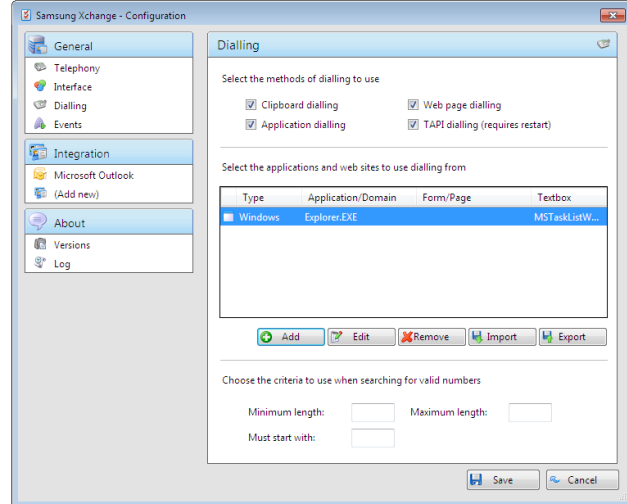 Samsung Xchange - Configuration
General
Telephony
Interface
Dialling
Events
Integration
Microsoft Outlook
(Add new)
About
Versions
Log
Dialling
Select the methods of dialling to use
Clipboard dialling Web page dialling
Application dialling TAPI dialling (requires restart)
Select the applications and web sites to use dialling from
Type Application/Domain Form/Page Textbox
Windows Explorer.EXE MSTaskListW...
Add Edit Remove Import Export
Choose the criteria to use when searching for valid numbers
Minimum length: Maximum length:
Must start with:
Save Cancel